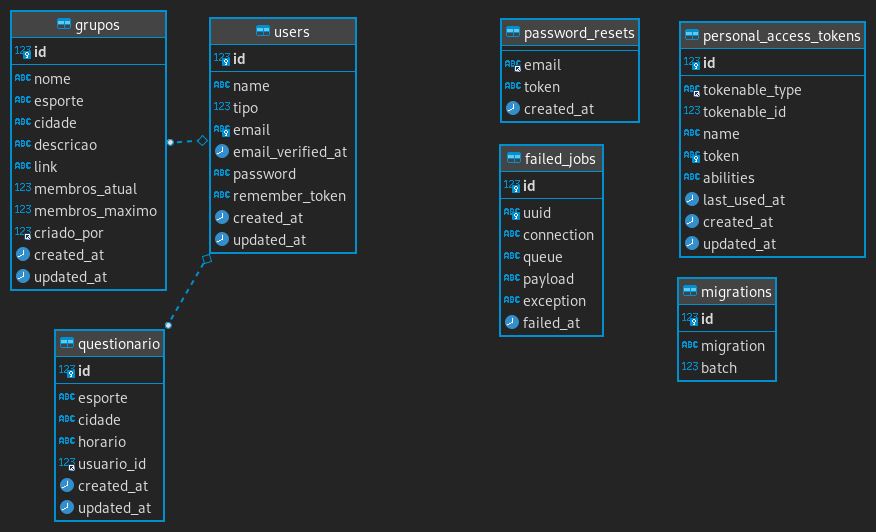 grupos
123 id
ABC nome
ABC esporte
ABC cidade
ABC descricao
ABC link
123 membros_atual
123 membros_maximo
123 criado_por
created_at
updated_at
users
123 id
ABC name
123 tipo
ABC email
email_verified_at
ABC password
ABC remember_token
created_at
updated_at
questionario
123 id
ABC esporte
ABC cidade
ABC horario
123 usuario_id
created_at
updated_at
password_resets
ABC email
ABC token
created_at
failed_jobs
123 id
ABC uuid
ABC connection
ABC queue
ABC payload
ABC exception
failed_at
personal_access_tokens
123 id
ABC tokenable_type
123 tokenable_id
ABC name
ABC token
ABC abilities
last_used_at
created_at
updated_at
migrations
123 id
ABC migration
123 batch